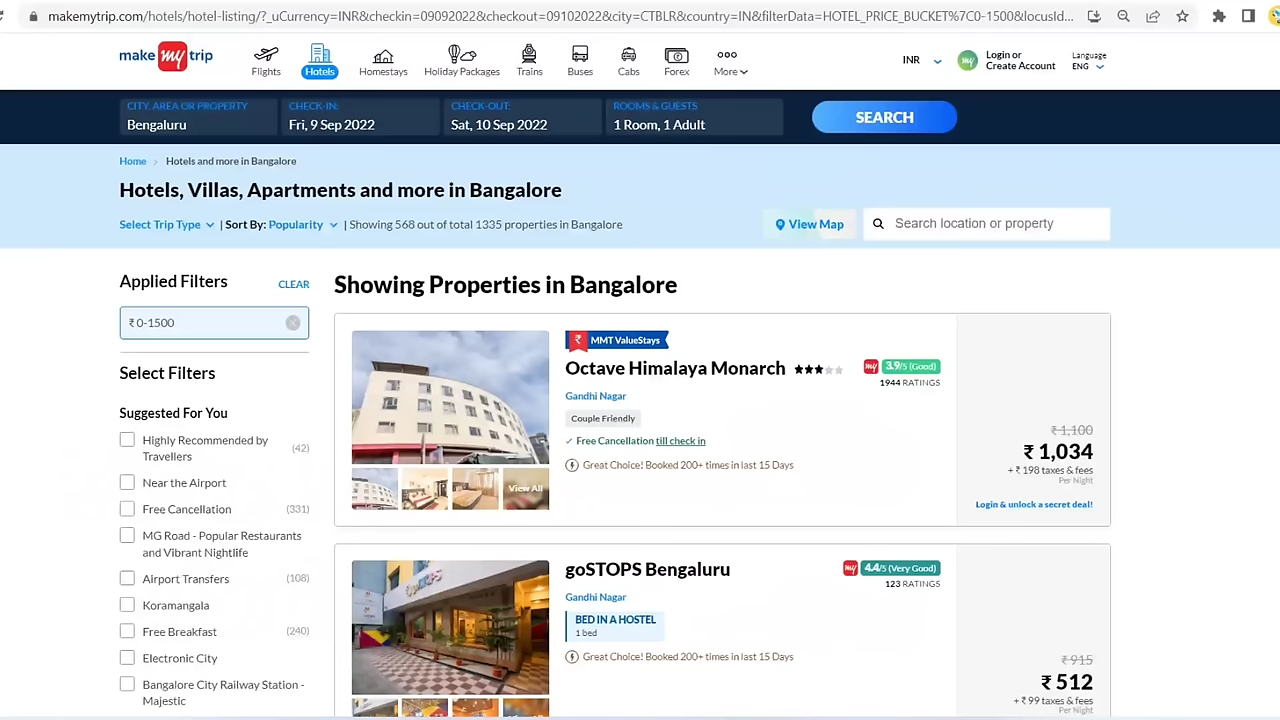 makemytrip.com/hotels/hotel-listing/?_uCurrency=INR&checkin=09092022&checkout=09102022&city=CTBLR&country=IN&filterData=HOTEL_PRICE_BUCKET%7C0-1500&locusId...
make my trip
Flights
Hotels
Homestays
Holiday Packages
Trains
Buses
Cabs
Forex
More
INR
my
Login or
Create Account
Language
ENG
CITY, AREA OR PROPERTY
Bengaluru
CHECK-IN:
Fri, 9 Sep 2022
CHECK-OUT:
Sat, 10 Sep 2022
ROOMS & GUESTS
1 Room, 1 Adult
SEARCH
Home > Hotels and more in Bangalore
Hotels, Villas, Apartments and more in Bangalore
Select Trip Type | Sort By: Popularity | Showing 568 out of total 1335 properties in Bangalore
View Map
Search location or property
Applied Filters
CLEAR
₹ 0-1500
Select Filters
Suggested For You
Highly Recommended by
Travellers
(42)
Near the Airport
Free Cancellation
(331)
MG Road - Popular Restaurants
and Vibrant Nightlife
Airport Transfers
(108)
Koramangala
Free Breakfast
(240)
Electronic City
Bangalore City Railway Station -
Majestic
Showing Properties in Bangalore
₹ MMT ValueStays
Octave Himalaya Monarch
my 3.9/5 (Good)
1944 RATINGS
Gandhi Nagar
Couple Friendly
Free Cancellation till check in
Great Choice! Booked 200+ times in last 15 Days
View All
₹ 1,100
₹ 1,034
+ ₹ 198 taxes & fees
Per Night
Login & unlock a secret deal!
goSTOPS Bengaluru
my 4.4/5 (Very Good)
123 RATINGS
Gandhi Nagar
BED IN A HOSTEL
1 bed
Great Choice! Booked 200+ times in last 15 Days
₹ 915
₹ 512
+ ₹ 99 taxes & fees
Per Night